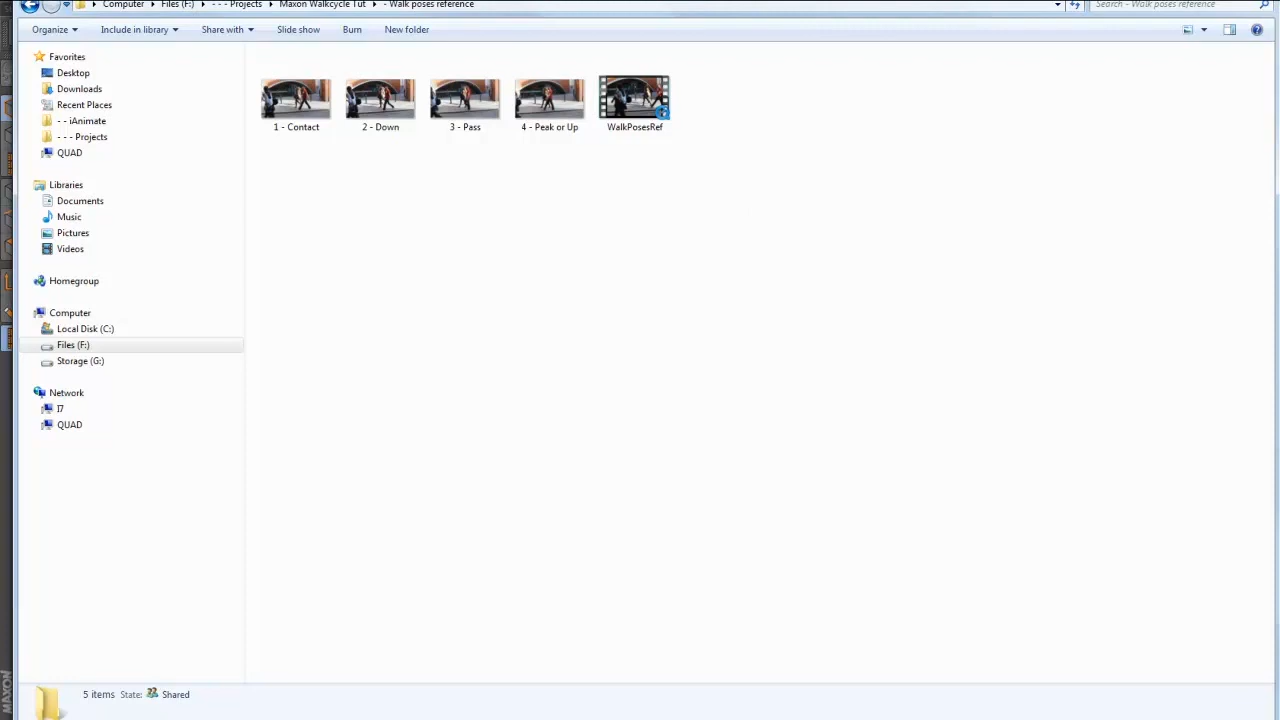 Computer Files (F:) - - - Projects Maxon Walkcycle Tut - Walk poses reference Search - Walk poses reference
Organize Include in library Share with Slide show Burn New folder
Favorites
Desktop
Downloads
Recent Places
- - iAnimate
- - - Projects
QUAD
Libraries
Documents
Music
Pictures
Videos
Homegroup
Computer
Local Disk (C:)
Files (F:)
Storage (G:)
Network
I7
QUAD
1 - Contact 2 - Down 3 - Pass 4 - Peak or Up WalkPosesRef
5 items State: Shared
MAXON